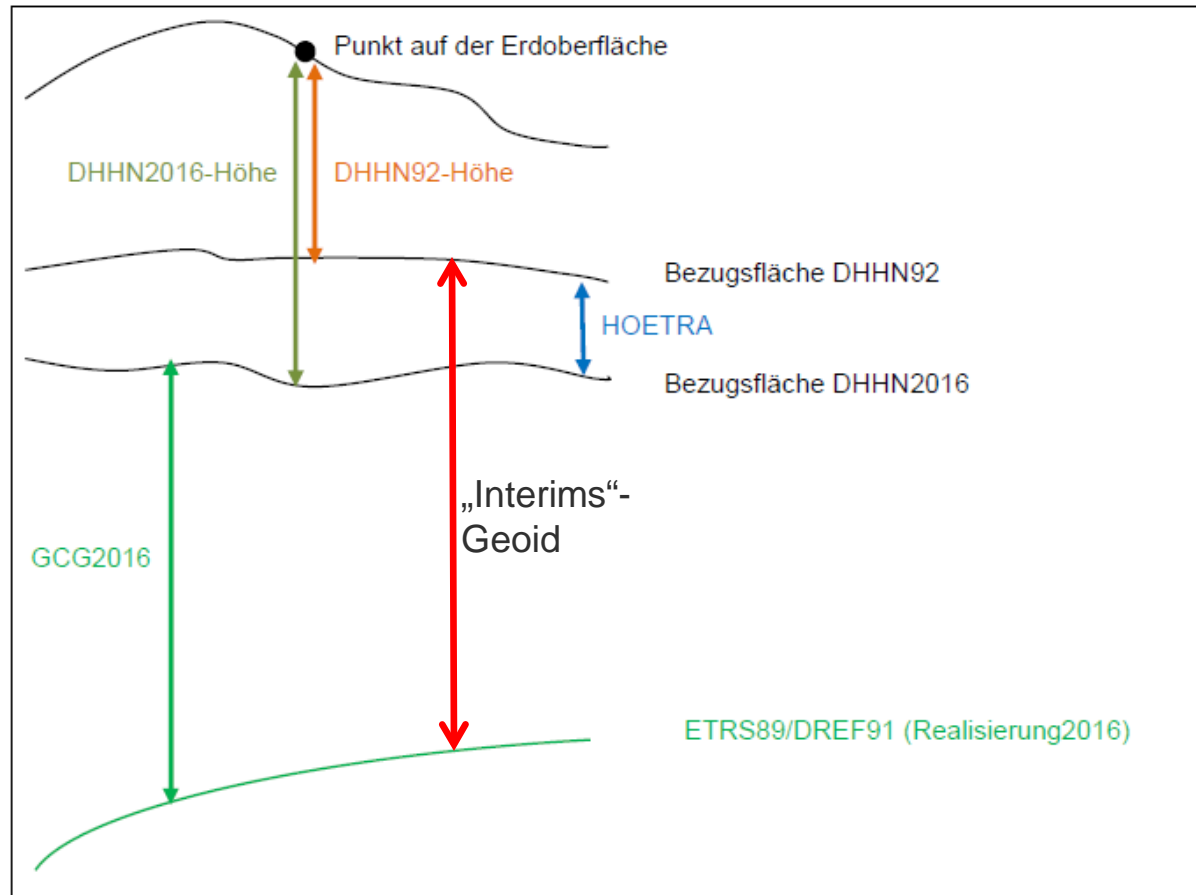 Punkt auf der Erdoberfläche
DHHN2016-Höhe
DHHN92-Höhe
Bezugsfläche DHHN92
HOETRA
Bezugsfläche DHHN2016
„Interims“-
Geoid
GCG2016
ETRS89/DREF91 (Realisierung2016)